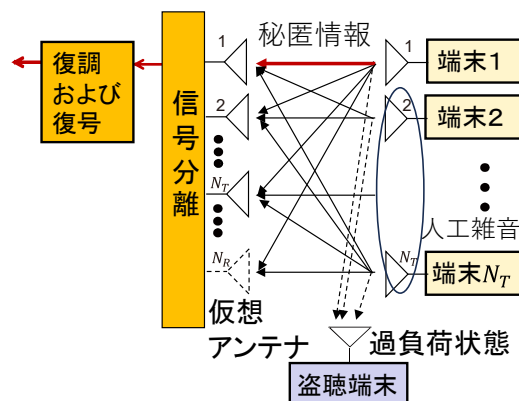 復調
および
復号
信号分離
1
2
N_T
N_R
仮想
アンテナ
秘匿情報
1
2
N_T
端末1
端末2
人工雑音
端末N_T
過負荷状態
盗聴端末